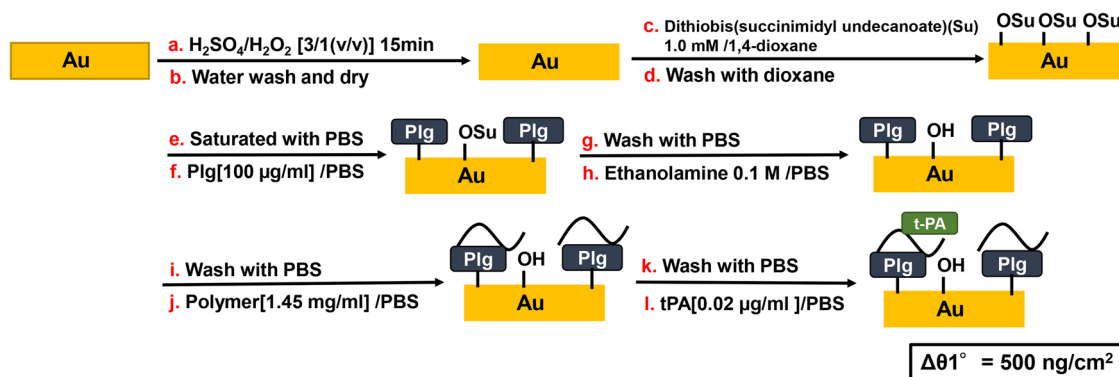 Au
a. H₂SO₄/H₂O₂ [3/1(v/v)] 15min
b. Water wash and dry
Au
c. Dithiobis(succinimidyl undecanoate)(Su)
1.0 mM /1,4-dioxane
d. Wash with dioxane
OSu OSu OSu
Au
e. Saturated with PBS
f. Plg[100 µg/ml] /PBS
Plg OSu Plg
Au
g. Wash with PBS
h. Ethanolamine 0.1 M /PBS
Plg OH Plg
Au
i. Wash with PBS
j. Polymer[1.45 mg/ml] /PBS
Plg OH Plg
Au
k. Wash with PBS
l. tPA[0.02 µg/ml ]/PBS
t-PA
Plg OH Plg
Au
Δθ1° = 500 ng/cm²